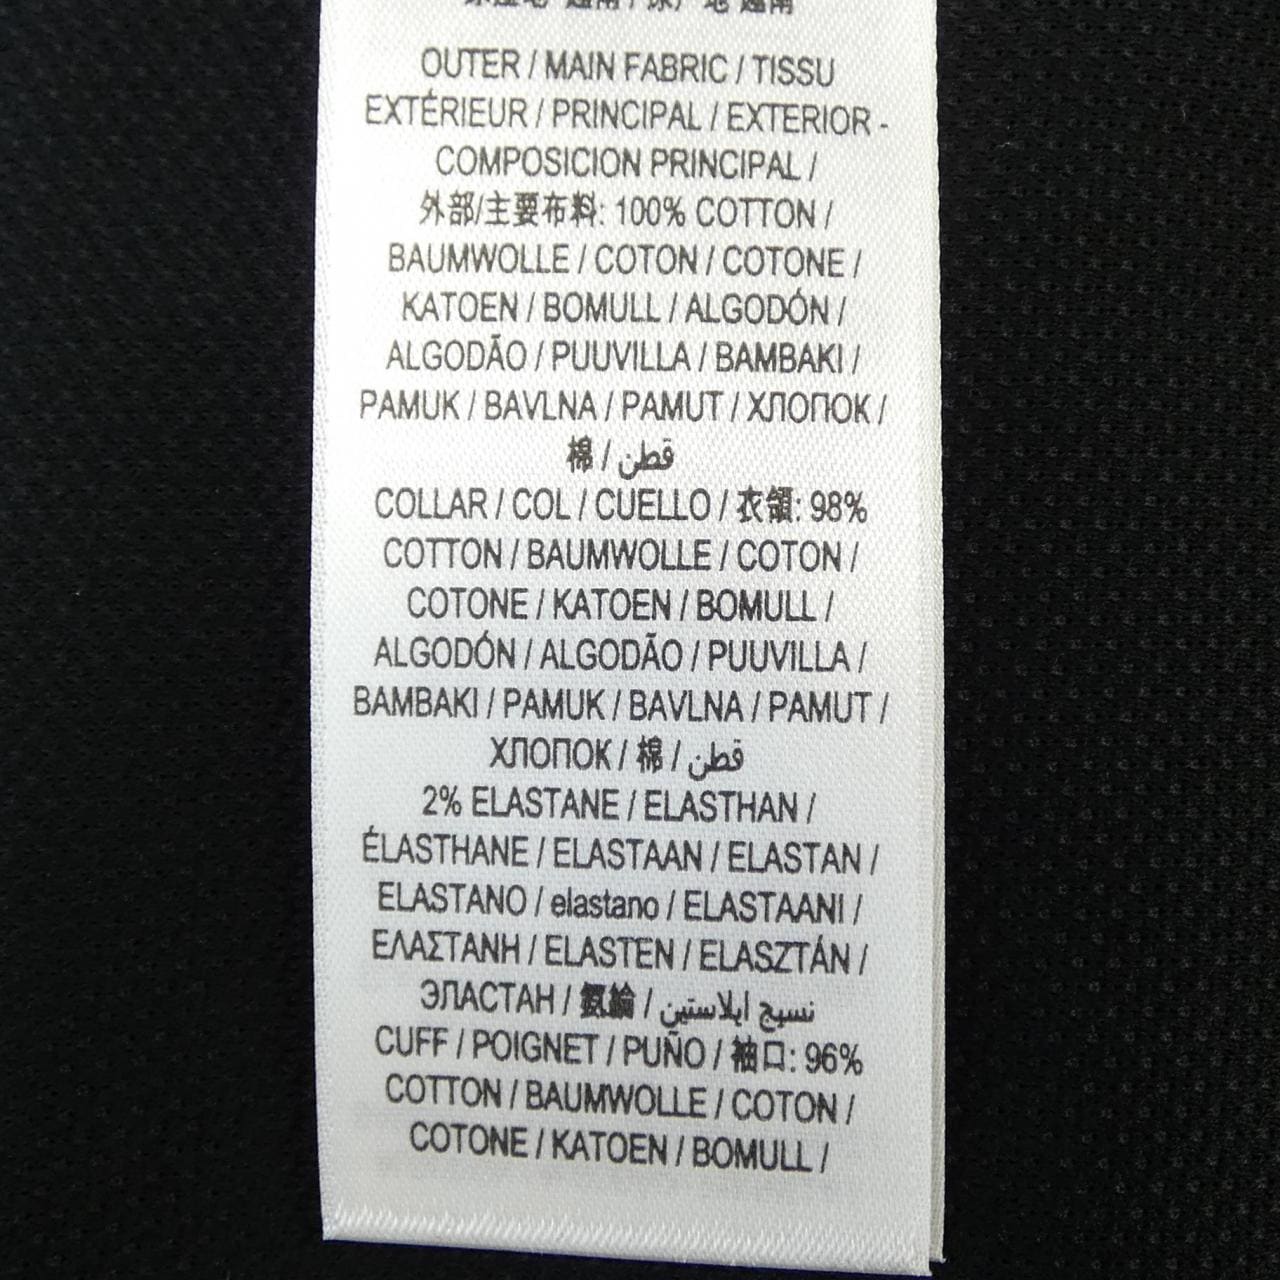 OUTER / MAIN FABRIC / TISSU
EXTÉRIEUR / PRINCIPAL / EXTERIOR -
COMPOSICION PRINCIPAL /
外部/主要布料: 100% COTTON /
BAUMWOLLE / COTON / COTONE /
KATOEN / BOMULL / ALGODÓN /
ALGODÃO / PUUVILLA / BAMBAKI /
PAMUK / BAVLNA / PAMUT / ХЛОПОК /
棉 / قطن
COLLAR / COL / CUELLO / 衣領: 98%
COTTON / BAUMWOLLE / COTON /
COTONE / KATOEN / BOMULL /
ALGODÓN / ALGODÃO / PUUVILLA /
BAMBAKI / PAMUK / BAVLNA / PAMUT /
ХЛОПОК / 棉 / قطن
2% ELASTANE / ELASTHAN /
ÉLASTHANE / ELASTAAN / ELASTAN /
ELASTANO / elastano / ELASTAANI /
ΕΛΑΣΤΑΝΗ / ELASTEN / ELASZTÁN /
ЭЛАСТАН / 氨綸 / نسيج ايلاستين
CUFF / POIGNET / PUÑO / 袖口: 96%
COTTON / BAUMWOLLE / COTON /
COTONE / KATOEN / BOMULL /